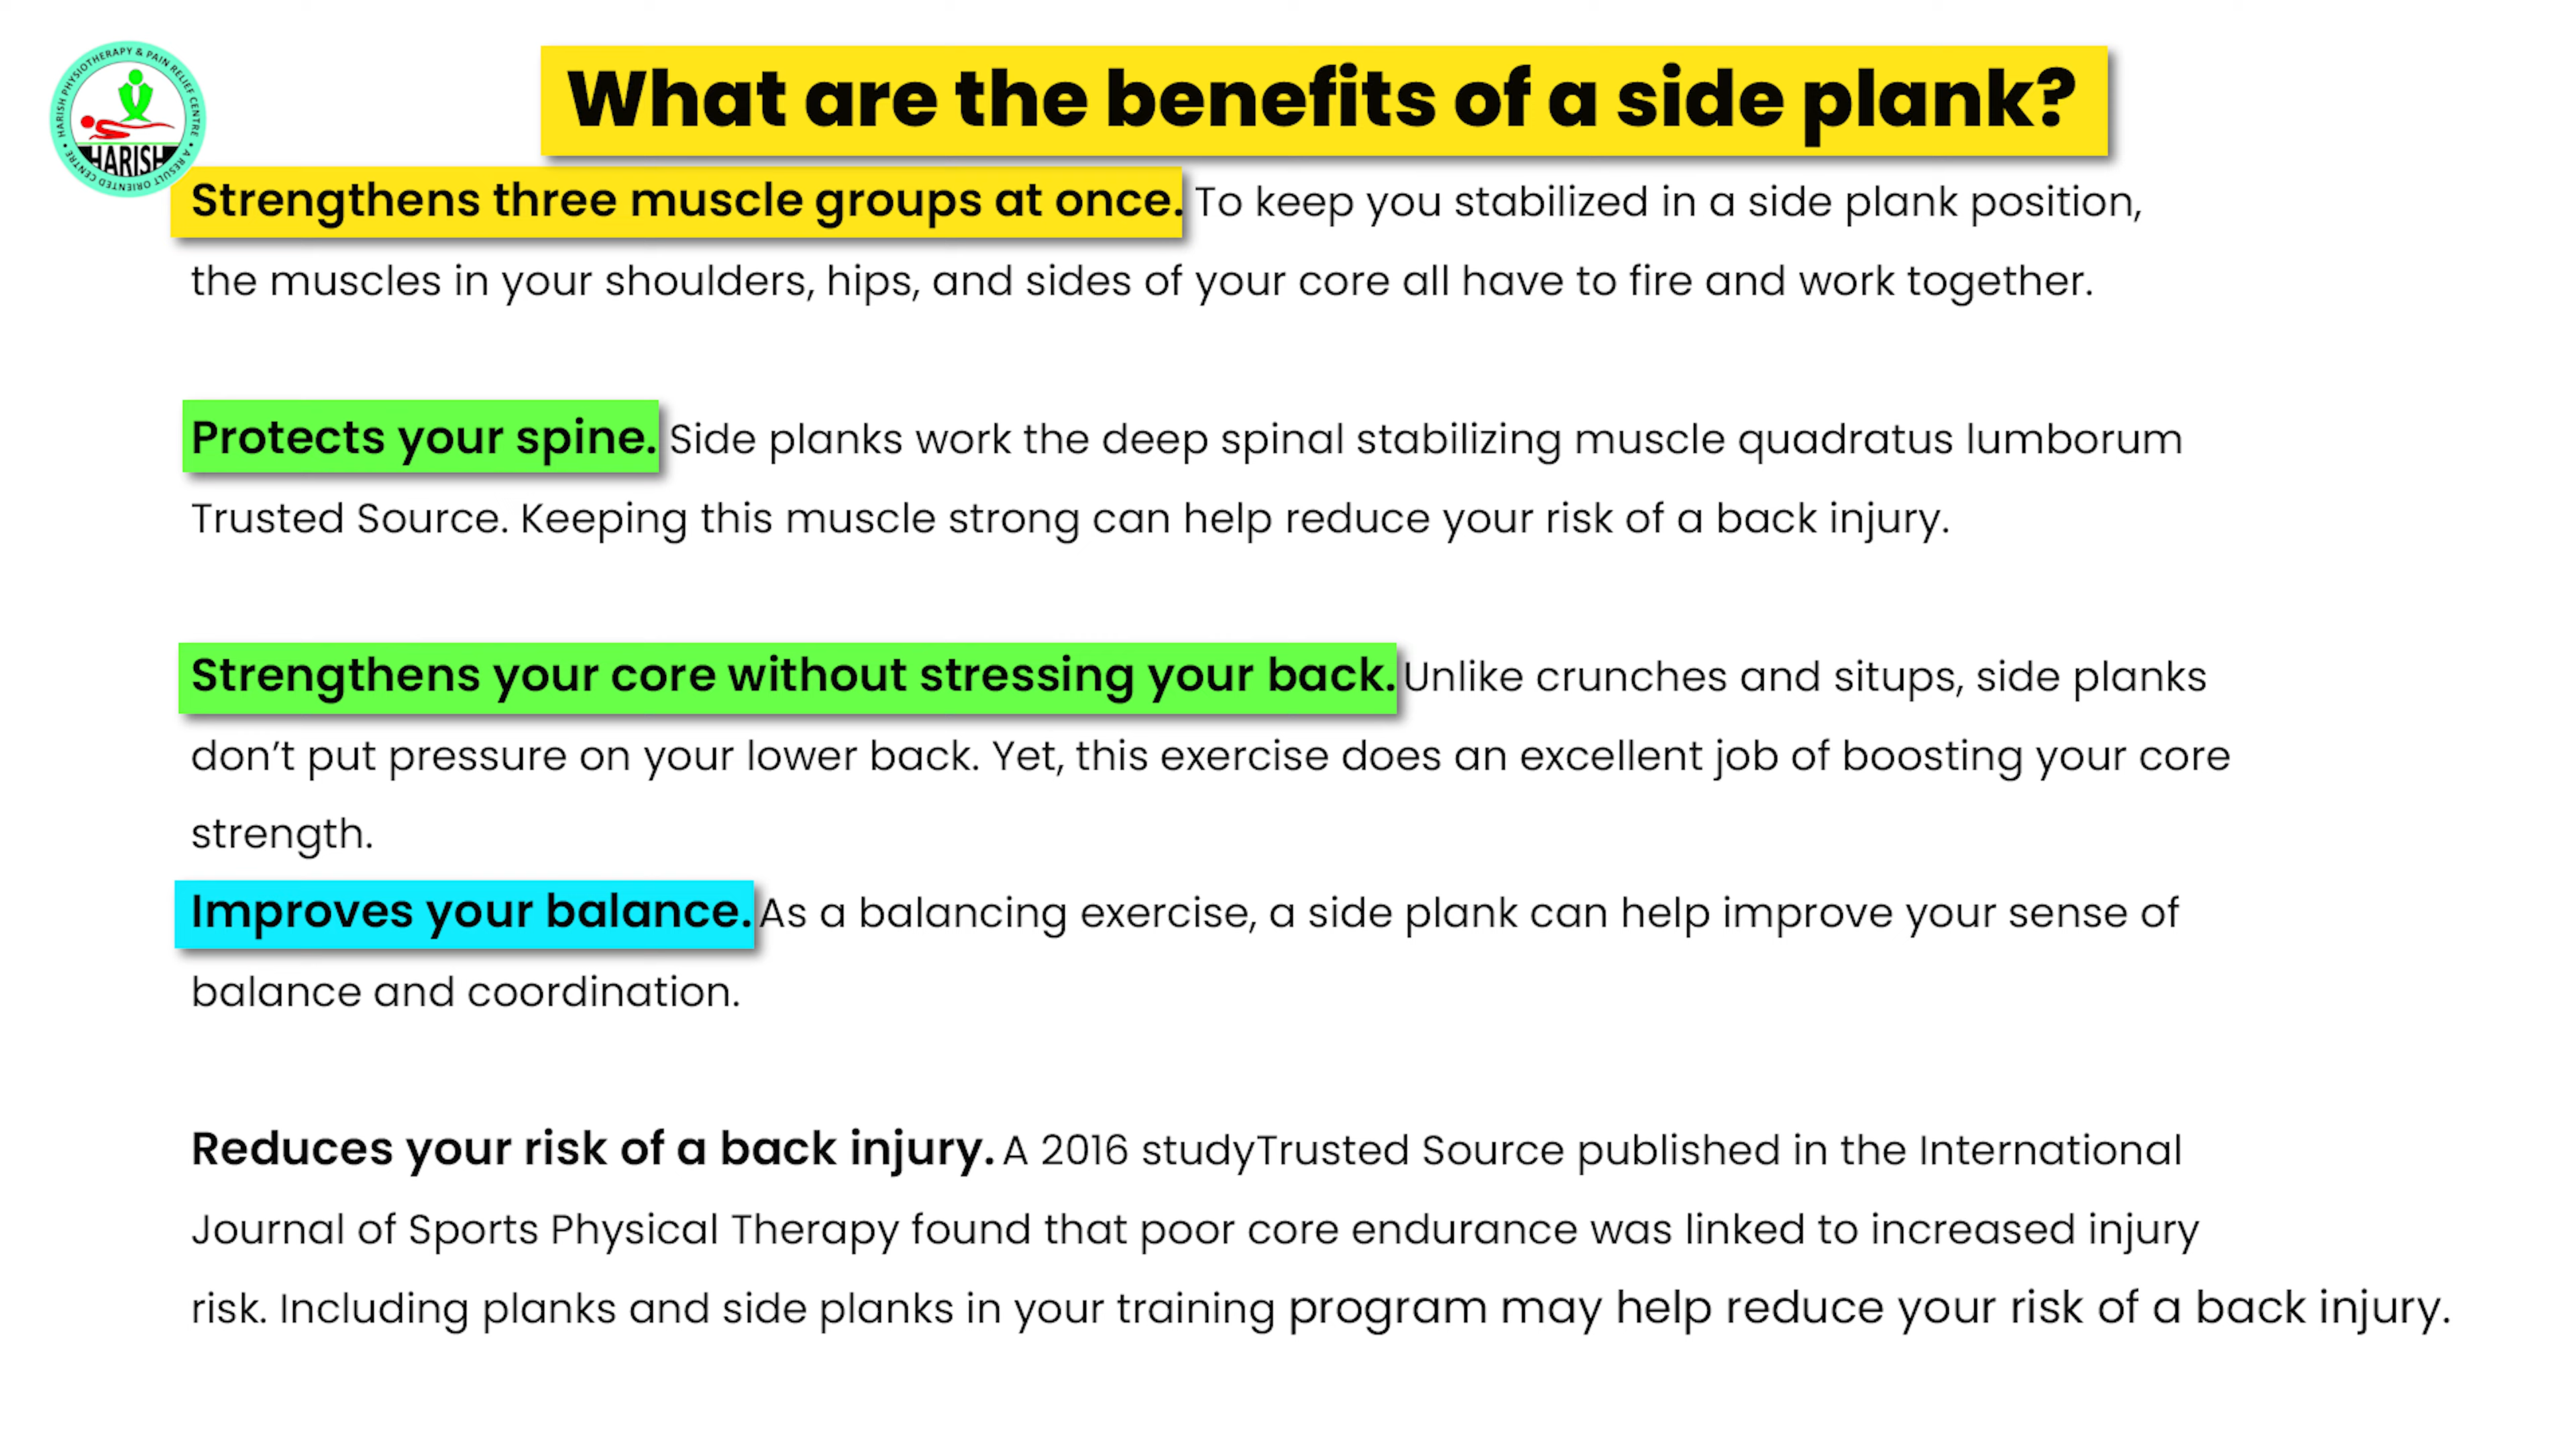 HARISH PHYSIOTHERAPY & PAIN RELIEF CENTRE • A RESULT ORIENTED CENTRE •
HARISH
What are the benefits of a side plank?
Strengthens three muscle groups at once. To keep you stabilized in a side plank position,
the muscles in your shoulders, hips, and sides of your core all have to fire and work together.
Protects your spine. Side planks work the deep spinal stabilizing muscle quadratus lumborum
Trusted Source. Keeping this muscle strong can help reduce your risk of a back injury.
Strengthens your core without stressing your back. Unlike crunches and situps, side planks
don’t put pressure on your lower back. Yet, this exercise does an excellent job of boosting your core
strength.
Improves your balance. As a balancing exercise, a side plank can help improve your sense of
balance and coordination.
Reduces your risk of a back injury. A 2016 studyTrusted Source published in the International
Journal of Sports Physical Therapy found that poor core endurance was linked to increased injury
risk. Including planks and side planks in your training program may help reduce your risk of a back injury.